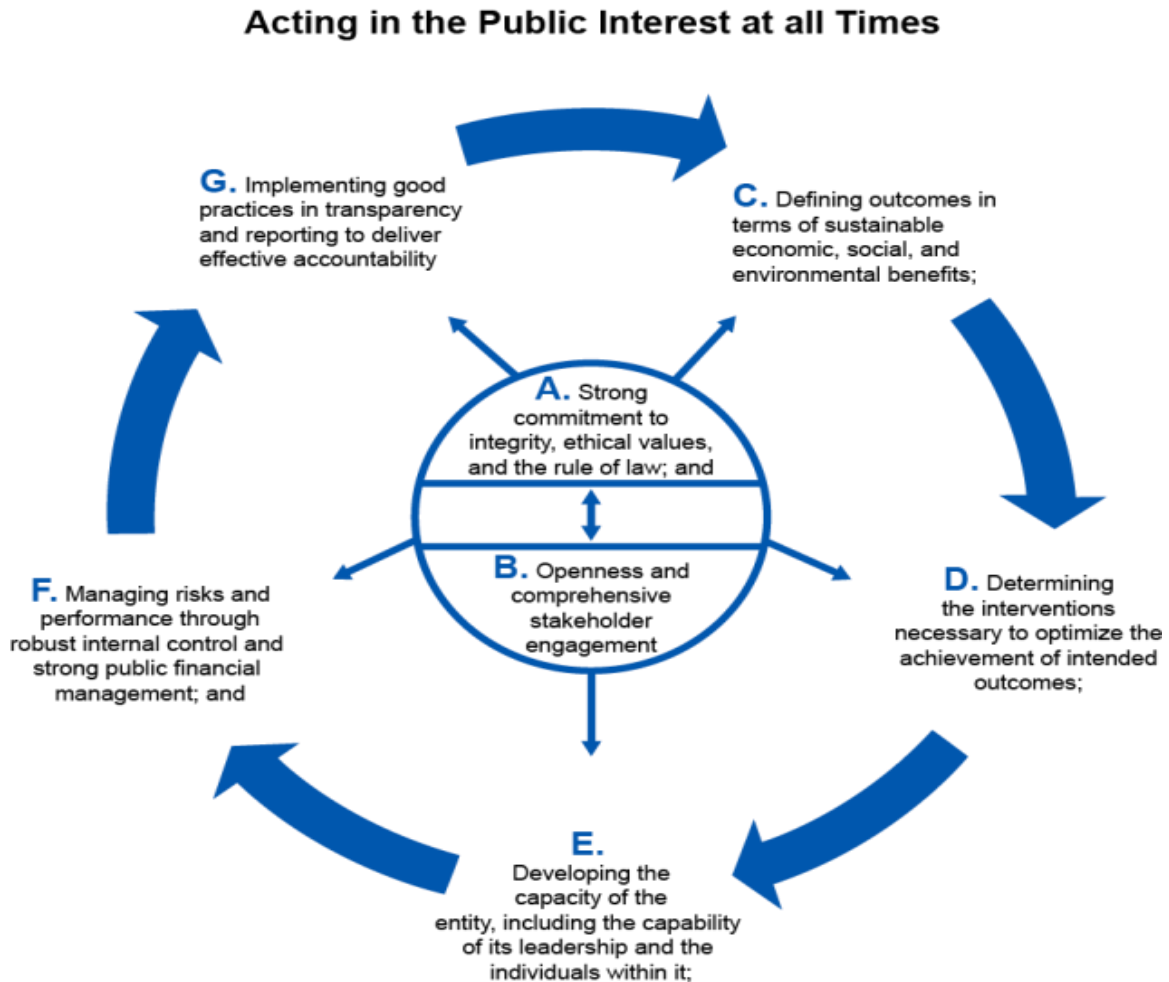 Acting in the Public Interest at all Times
A. Strong
commitment to
integrity, ethical values,
and the rule of law; and
B. Openness and
comprehensive
stakeholder
engagement
C. Defining outcomes in
terms of sustainable
economic, social, and
environmental benefits;
D. Determining
the interventions
necessary to optimize the
achievement of intended
outcomes;
E.
Developing the
capacity of the
entity, including the capability
of its leadership and the
individuals within it;
F. Managing risks and
performance through
robust internal control and
strong public financial
management; and
G. Implementing good
practices in transparency
and reporting to deliver
effective accountability